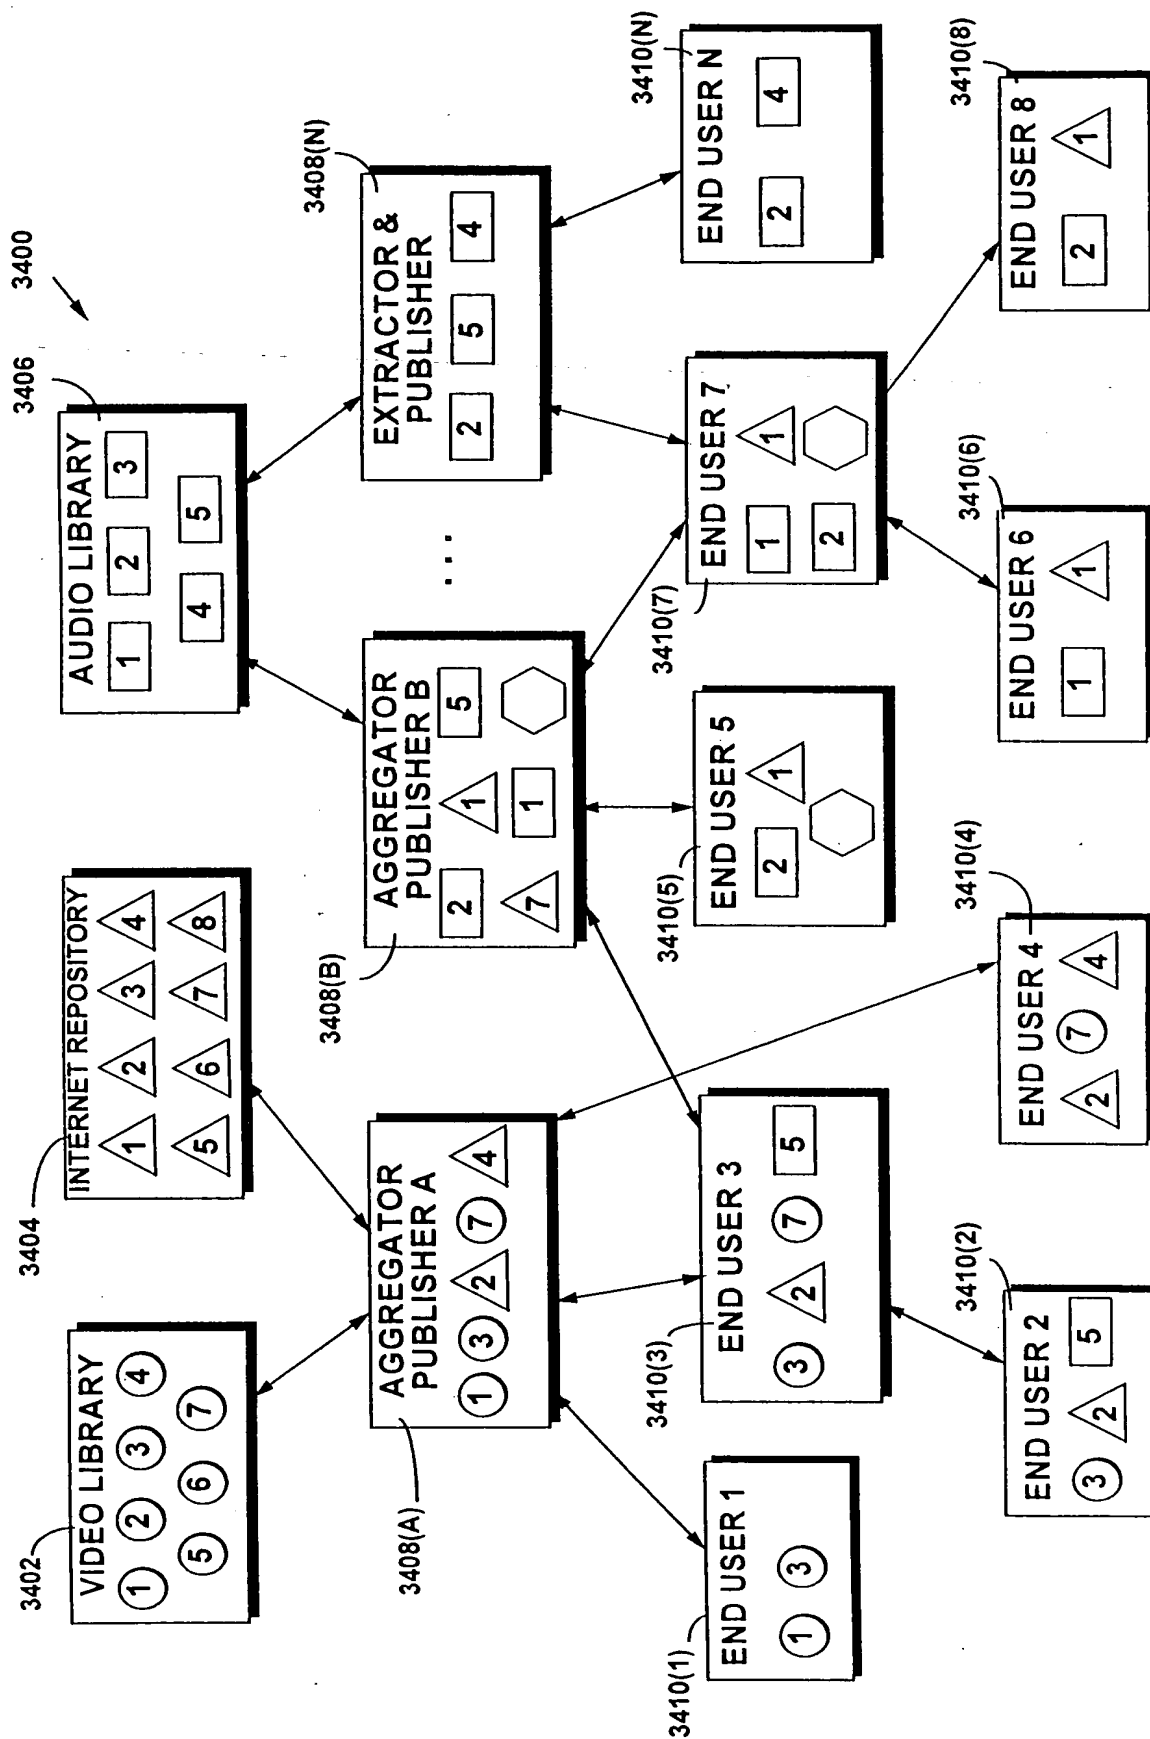 3400
3402
VIDEO LIBRARY
1 2 3 4
5 6 7
3404
INTERNET REPOSITORY
1 2 3 4
5 6 7 8
3406
AUDIO LIBRARY
1 2 3
4 5
3408(A)
AGGREGATOR
PUBLISHER A
1 3 2 7 4
3408(B)
AGGREGATOR
PUBLISHER B
2 1 5
7 1
...
3408(N)
EXTRACTOR &
PUBLISHER
2 5 4
3410(1)
END USER 1
1 3
3410(3)
END USER 3
3 2 7 5
3410(5)
END USER 5
2 1
3410(7)
END USER 7
1 1
2
3410(N)
END USER N
2 4
3410(2)
END USER 2
3 2 5
3410(4)
END USER 4
2 7 4
3410(6)
END USER 6
1 1
3410(8)
END USER 8
2 1